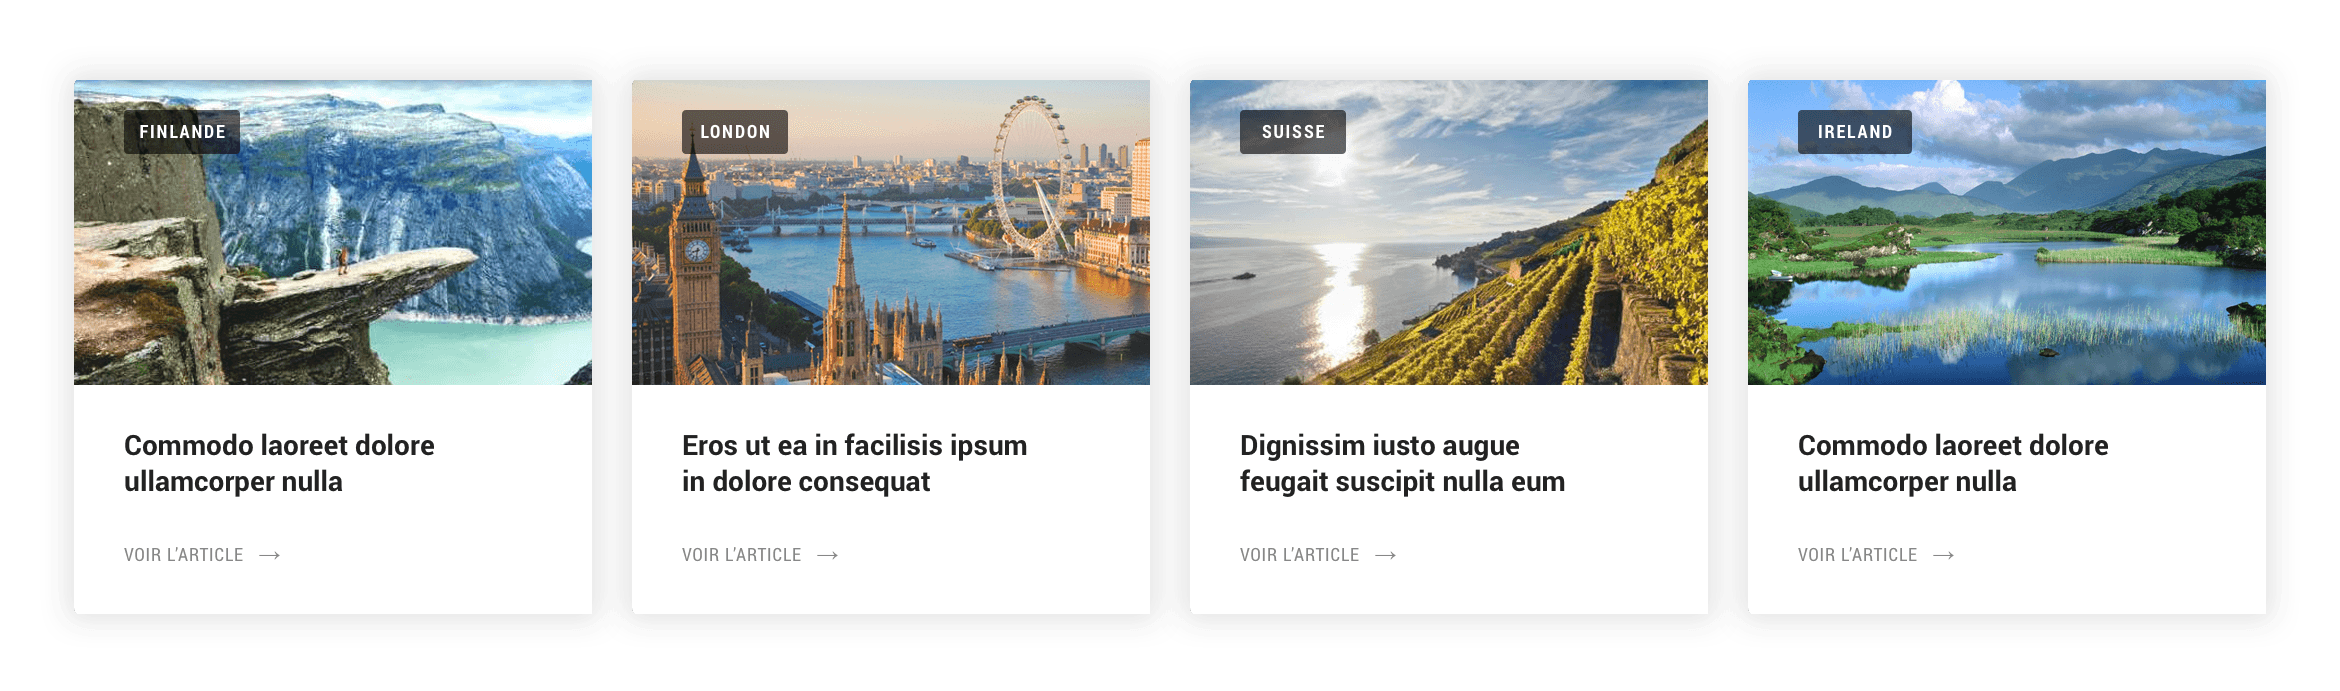 FINLANDE
Commodo laoreet dolore
ullamcorper nulla
VOIR L’ARTICLE →
LONDON
Eros ut ea in facilisis ipsum
in dolore consequat
VOIR L’ARTICLE →
SUISSE
Dignissim iusto augue
feugait suscipit nulla eum
VOIR L’ARTICLE →
IRELAND
Commodo laoreet dolore
ullamcorper nulla
VOIR L’ARTICLE →